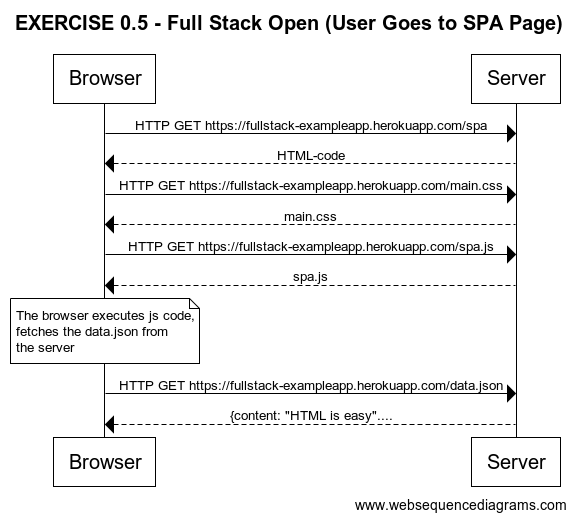 EXERCISE 0.5 - Full Stack Open (User Goes to SPA Page)
Browser
Server
HTTP GET https://fullstack-exampleapp.herokuapp.com/spa
HTML-code
HTTP GET https://fullstack-exampleapp.herokuapp.com/main.css
main.css
HTTP GET https://fullstack-exampleapp.herokuapp.com/spa.js
spa.js
The browser executes js code,
fetches the data.json from
the server
HTTP GET https://fullstack-exampleapp.herokuapp.com/data.json
{content: "HTML is easy"....
Browser
Server
www.websequencediagrams.com